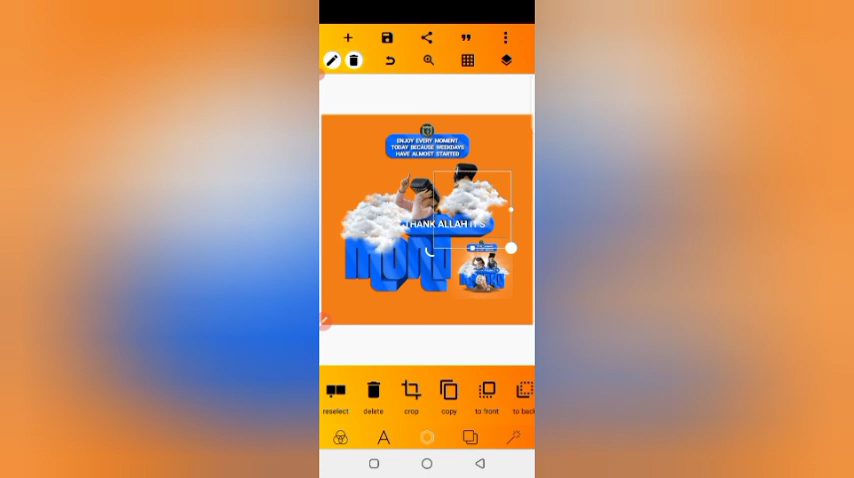 ENJOY EVERY MOMENT
TODAY BECAUSE WEEKDAYS
HAVE ALMOST STARTED
THANK ALLAH IT'S
reselect
delete
crop
copy
to front
to back